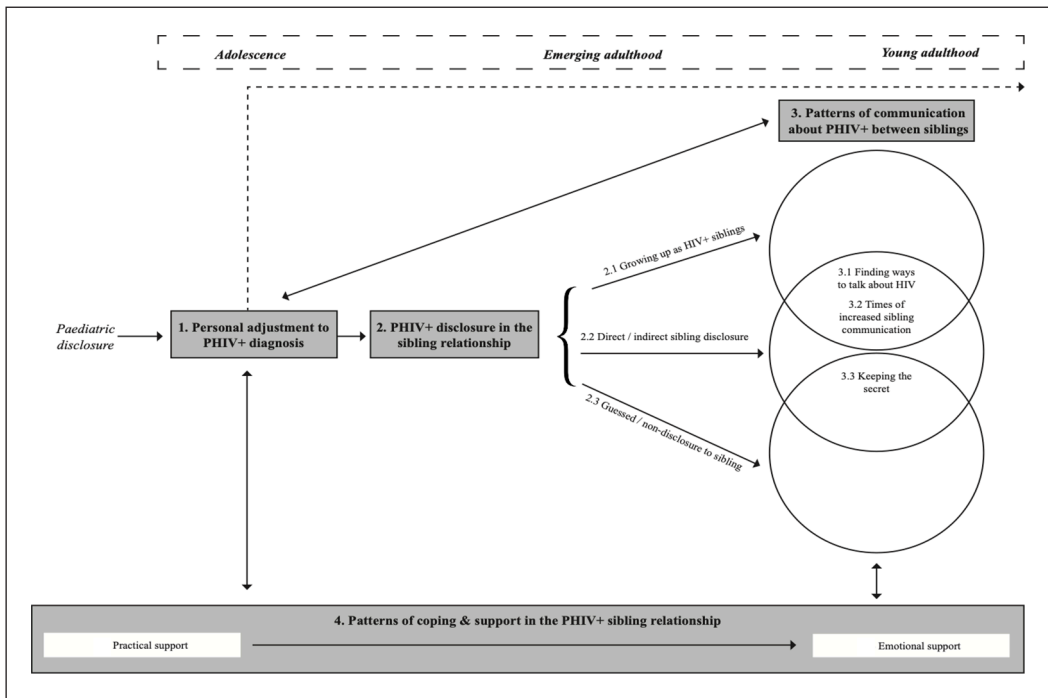 Adolescence
Emerging adulthood
Young adulthood
3. Patterns of communication
about PHIV+ between siblings
2.1 Growing up as HIV+ siblings
3.1 Finding ways
to talk about HIV
3.2 Times of
increased sibling
communication
Paediatric
disclosure
1. Personal adjustment to
PHIV+ diagnosis
2. PHIV+ disclosure in the
sibling relationship
2.2 Direct / indirect sibling disclosure
3.3 Keeping the
secret
2.3 Guessed / non-disclosure to sibling
4. Patterns of coping & support in the PHIV+ sibling relationship
Practical support
Emotional support